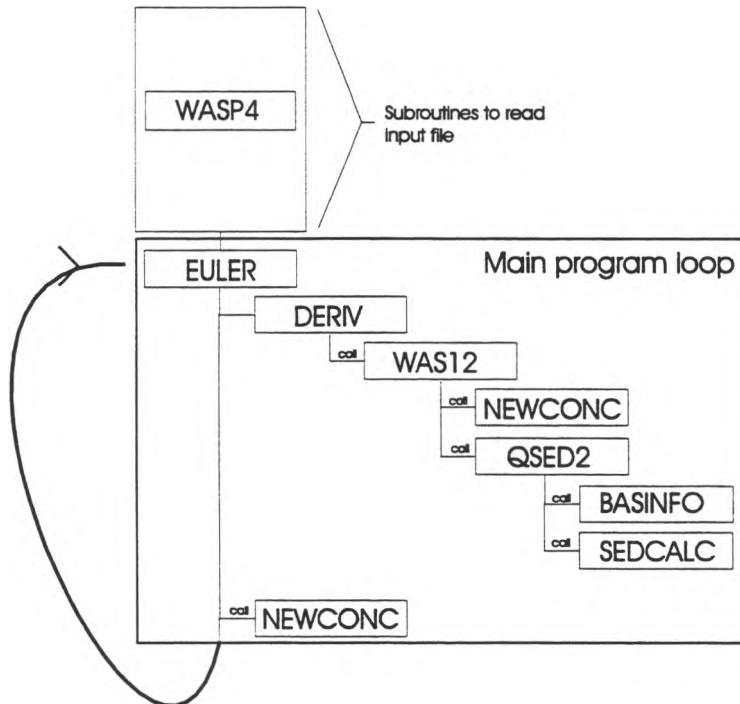 WASP4
Subroutines to read
input file
EULER
Main program loop
DERIV
call
WAS12
call
NEWCONC
call
QSED2
call
BASINFO
call
SEDCALC
call
NEWCONC